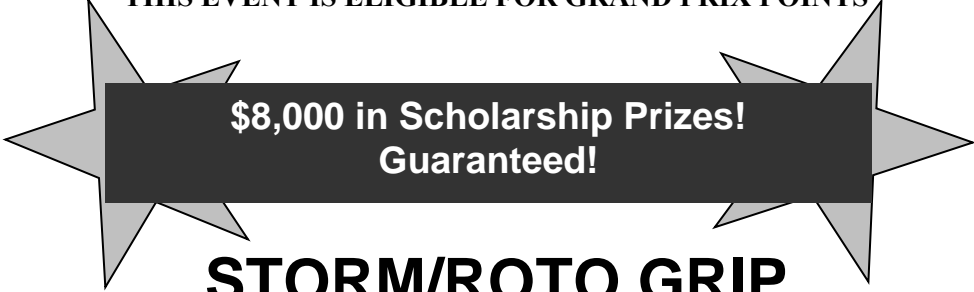 THIS EVENT IS ELIGIBLE FOR GRAND PRIX POINTS
$8,000 in Scholarship Prizes!
Guaranteed!
STORM/ROTO GRIP